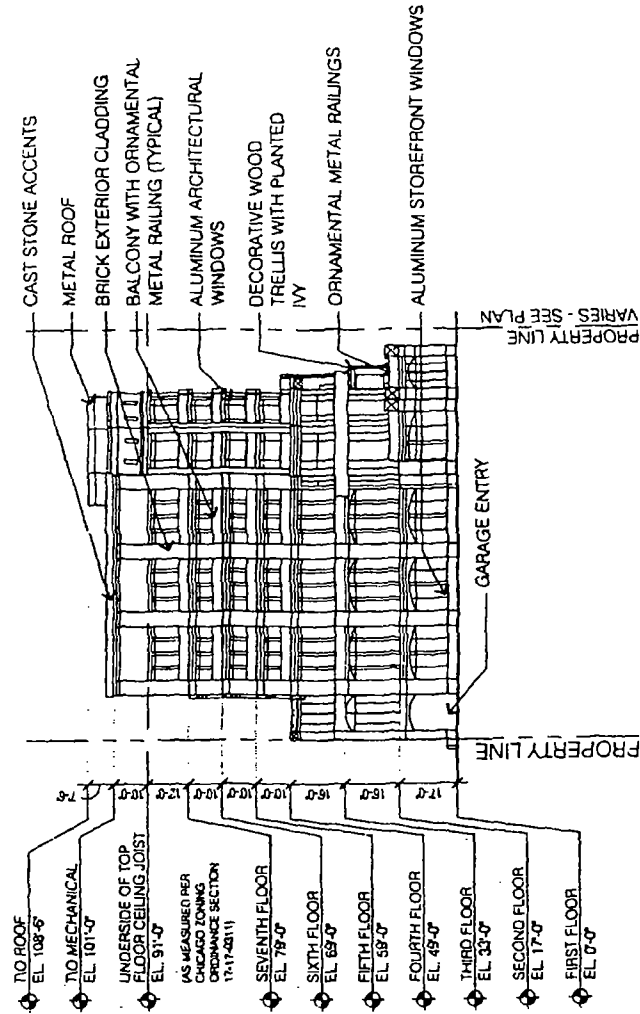 CAST STONE ACCENTS
METAL ROOF
BRICK EXTERIOR CLADDING
BALCONY WITH ORNAMENTAL
METAL RAILING (TYPICAL)
ALUMINUM ARCHITECTURAL
WINDOWS
DECORATIVE WOOD
TRELLIS WITH PLANTED
IVY
ORNAMENTAL METAL RAILINGS
ALUMINUM STOREFRONT WINDOWS
PROPERTY LINE
VARIES - SEE PLAN
GARAGE ENTRY
PROPERTY LINE
7'-6"
10'-0"
12'-0"
10'-0"
10'-0"
10'-0"
16'-0"
16'-0"
17'-0"
T/O ROOF
EL. 108'-6"
T/O MECHANICAL
EL. 101'-0"
UNDERSIDE OF TOP
FLOOR CEILING JOIST
EL. 91'-0"
(AS MEASURED PER
CHICAGO ZONING
ORDINANCE SECTION
17-17-0311)
SEVENTH FLOOR
EL. 79'-0"
SIXTH FLOOR
EL. 69'-0"
FIFTH FLOOR
EL. 59'-0"
FOURTH FLOOR
EL. 49'-0"
THIRD FLOOR
EL. 33'-0"
SECOND FLOOR
EL. 17'-0"
FIRST FLOOR
EL. 0'-0"